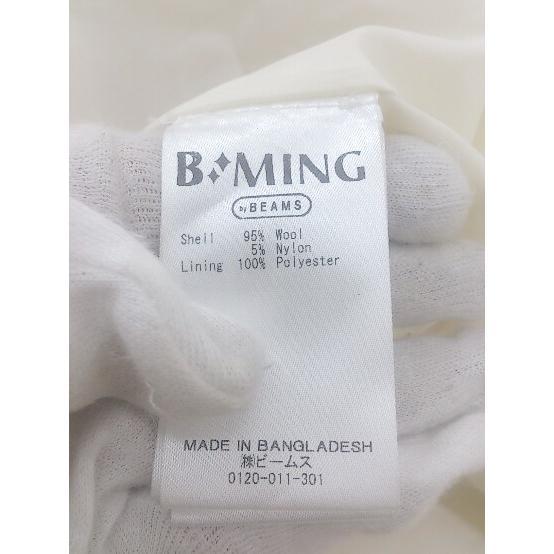 B MING
by BEAMS
Shell 95% Wool
5% Nylon
Lining 100% Polyester
MADE IN BANGLADESH
㈱ビームス
0120-011-301